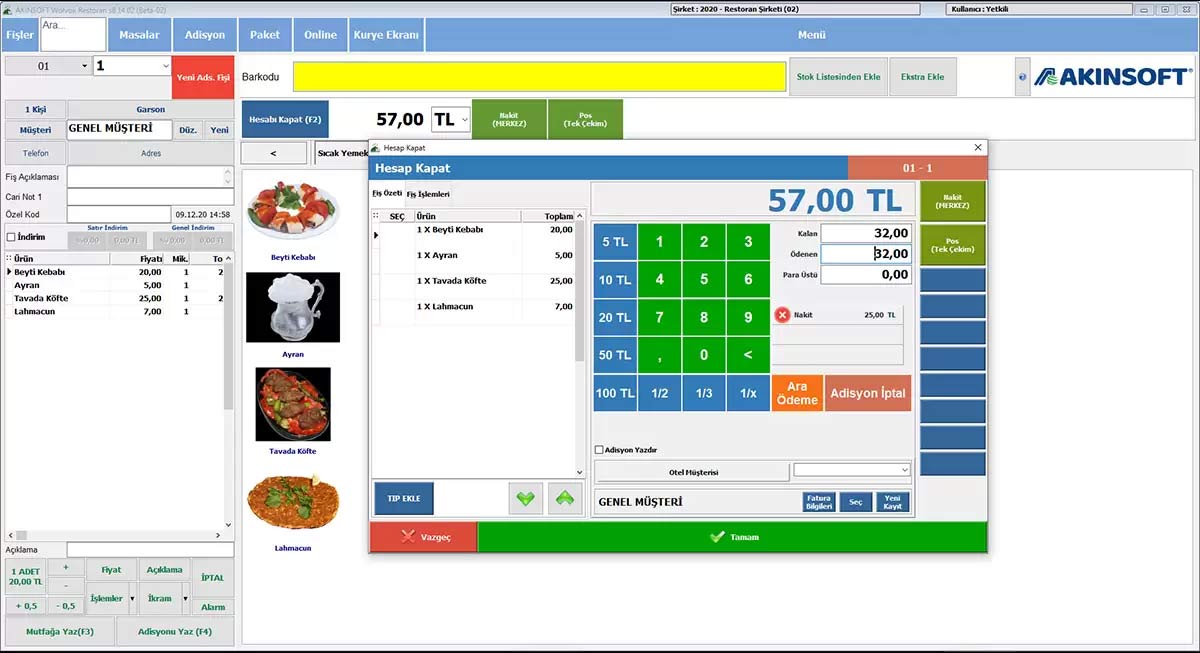 AKINSOFT Wolvox Restoran s8.14.02 (Beta-02)
Şirket : 2020 - Restoran Şirketi (02)
Kullanıcı : Yetkili
Fişler
Ara...
Masalar
Adisyon
Paket
Online
Kurye Ekranı
Menü
01
1
Yeni Ads. Fişi
Barkodu
Stok Listesinden Ekle
Ekstra Ekle
AKINSOFT
1 Kişi
Garson
Müşteri
GENEL MÜŞTERİ
Düz.
Yeni
Telefon
Adres
Fiş Açıklaması
Cari Not 1
Özel Kod
09.12.20 14:58
İndirim
Satır İndirim
Genel İndirim
%0,00
0,00 TL
% 0,00
0,00 TL
Ürün
Fiyatı
Mik.
To
Beyti Kebabı 20,00 1 2
Ayran 5,00 1
Tavada Köfte 25,00 1 2
Lahmacun 7,00 1
Açıklama
1 ADET
20,00 TL
+
-
+ 0,5
- 0,5
Fiyat
Açıklama
İPTAL
İşlemler
İkram
Alarm
Mutfağa Yaz(F3)
Adisyonu Yaz (F4)
Hesabı Kapat (F2)
57,00
TL
Nakit
(MERKEZ)
Pos
(Tek Çekim)
<
Sıcak Yemek
Beyti Kebabı
Ayran
Tavada Köfte
Lahmacun
Hesap Kapat
Hesap Kapat
01 - 1
Fiş Özeti
Fiş İşlemleri
SEÇ
Ürün
Toplam
1 X Beyti Kebabı 20,00
1 X Ayran 5,00
1 X Tavada Köfte 25,00
1 X Lahmacun 7,00
TIP EKLE
57,00 TL
5 TL 1 2 3
10 TL 4 5 6
20 TL 7 8 9
50 TL , 0 <
100 TL 1/2 1/3 1/x
Kalan 32,00
Ödenen 32,00
Para Üstü 0,00
Nakit 25,00 TL
Ara
Ödeme
Adisyon İptal
Adisyon Yazdır
Otel Müşterisi
GENEL MÜŞTERİ
Fatura
Bilgileri
Seç
Yeni
Kayıt
Nakit
(MERKEZ)
Pos
(Tek Çekim)
Vazgeç
Tamam